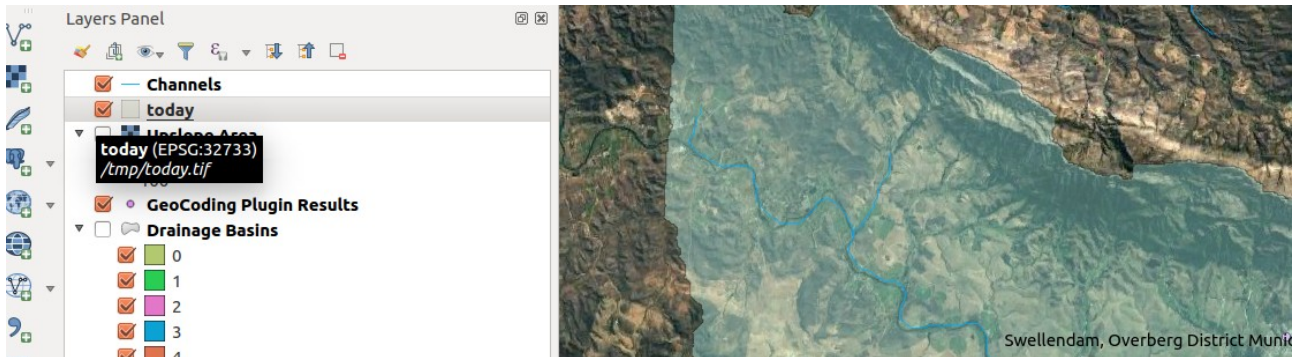 Layers Panel
Channels
today
Upslope Area
today (EPSG:32733)
/tmp/today.tif
100
GeoCoding Plugin Results
Drainage Basins
0
1
2
3
4
Swellendam, Overberg District Munic